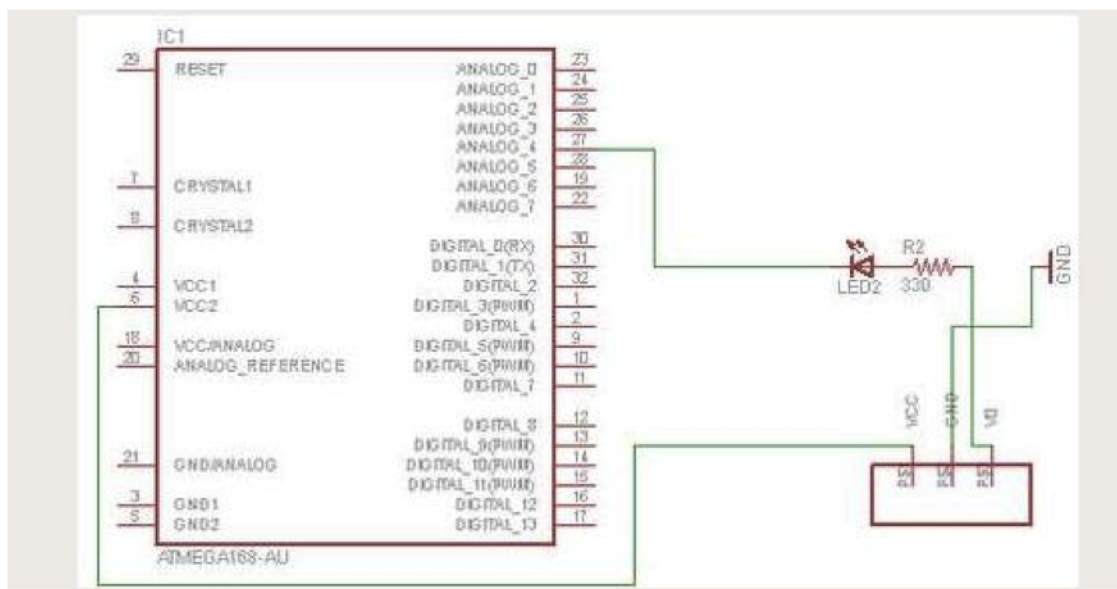 IC1
29 RESET
7 CRYSTAL1
8 CRYSTAL2
4 VCC1
6 VCC2
18 VCC/ANALOG
20 ANALOG_REFERENCE
21 GND/ANALOG
3 GND1
5 GND2
ANALOG_0 23
ANALOG_1 24
ANALOG_2 25
ANALOG_3 26
ANALOG_4 27
ANALOG_5 28
ANALOG_6 19
ANALOG_7 22
DIGITAL_0(RX) 30
DIGITAL_1(TX) 31
DIGITAL_2 32
DIGITAL_3(PWM) 1
DIGITAL_4 2
DIGITAL_5(PWM) 9
DIGITAL_6(PWM) 10
DIGITAL_7 11
DIGITAL_8 12
DIGITAL_9(PWM) 13
DIGITAL_10(PWM) 14
DIGITAL_11(PWM) 15
DIGITAL_12 16
DIGITAL_13 17
ATMEGA168-AU
LED2
R2
330
GND
VCC
GND
VO